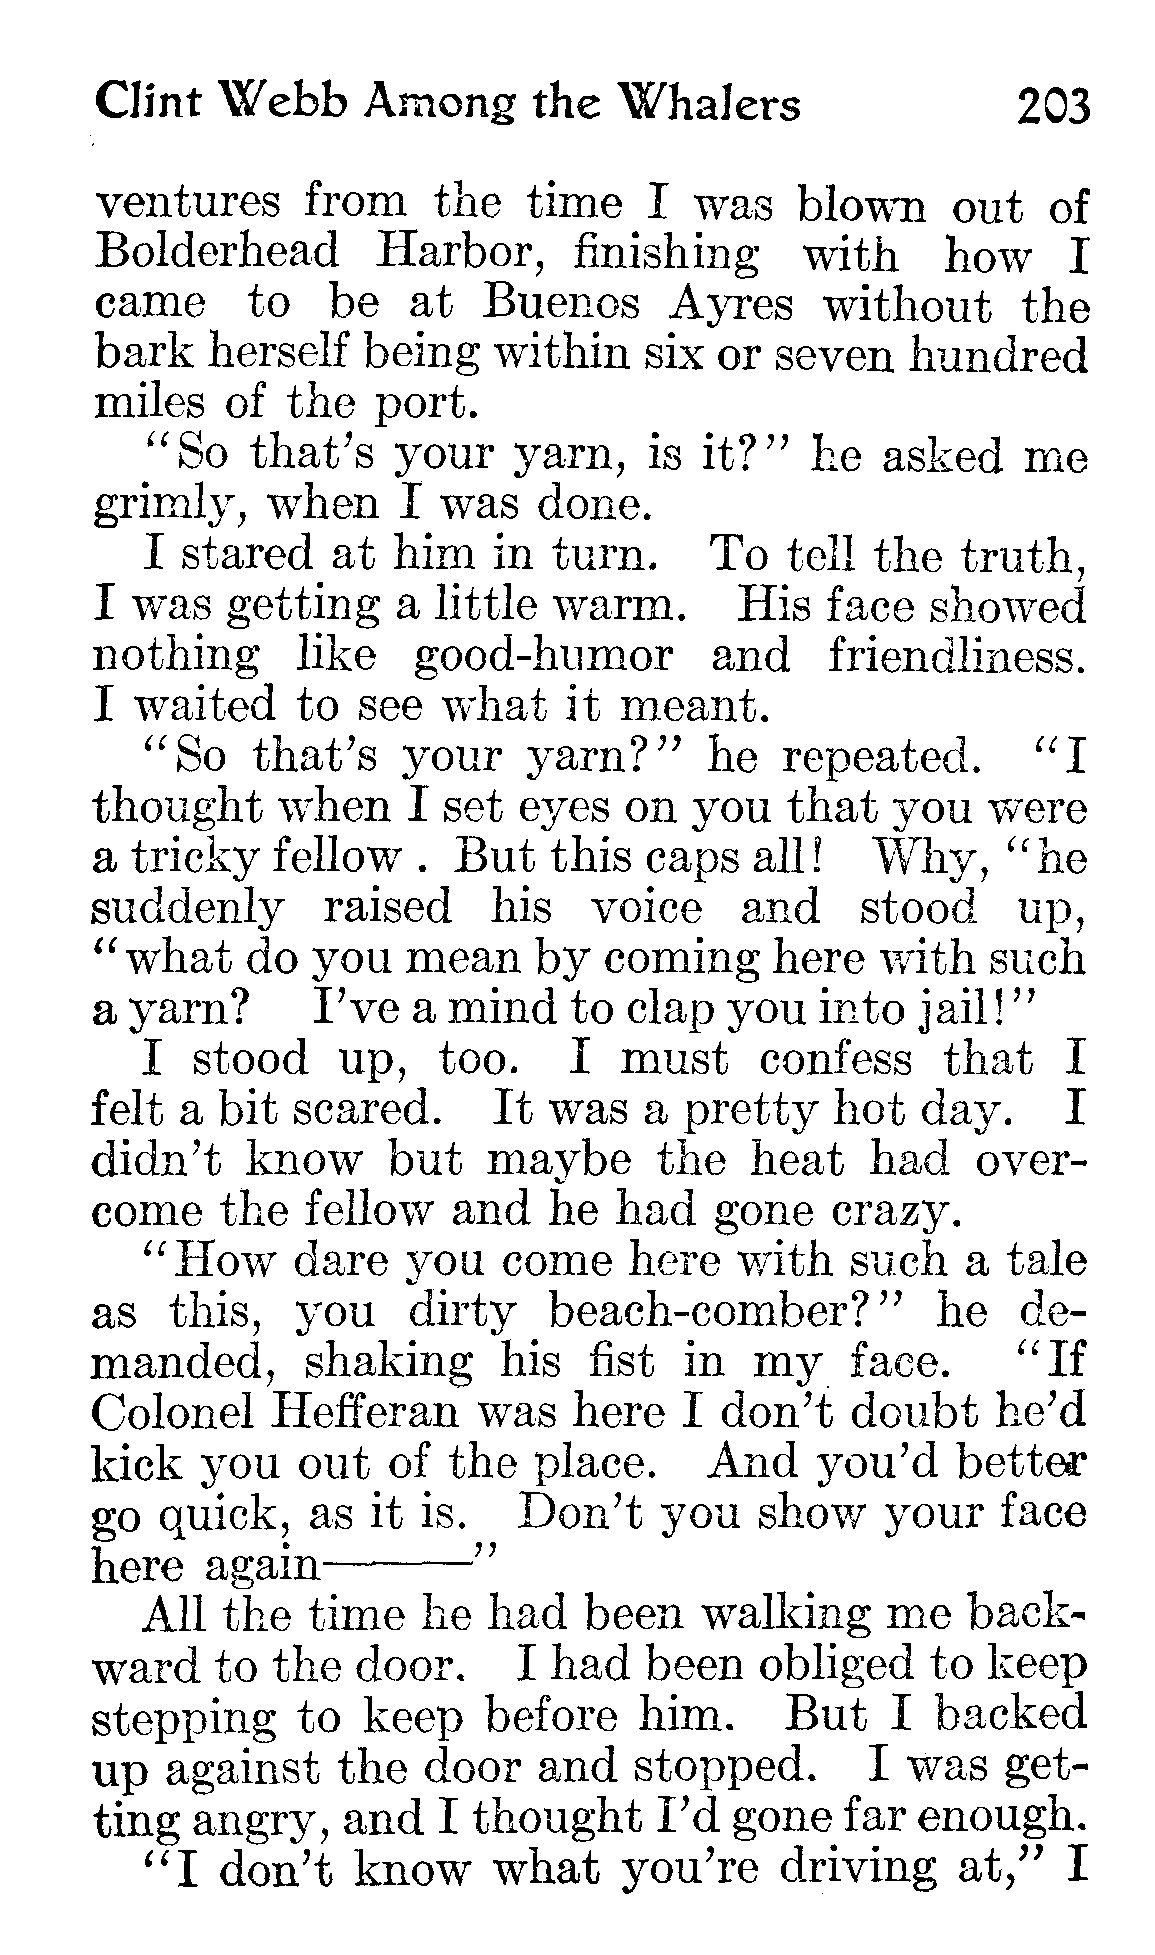 Clint Webb Among the Whalers 203
ventures from the time I was blown out of
Bolderhead Harbor, finishing with how I
came to be at Buenos Ayres without the
bark herself being within six or seven hundred
miles of the port.
“So that’s your yarn, is it?” he asked me
grimly, when I was done.
I stared at him in turn. To tell the truth,
I was getting a little warm. His face showed
nothing like good-humor and friendliness.
I waited to see what it meant.
“So that’s your yarn?” he repeated. “I
thought when I set eyes on you that you were
a tricky fellow . But this caps all! Why, “he
suddenly raised his voice and stood up,
“what do you mean by coming here with such
a yarn? I’ve a mind to clap you into jail!”
I stood up, too. I must confess that I
felt a bit scared. It was a pretty hot day. I
didn’t know but maybe the heat had over-
come the fellow and he had gone crazy.
“How dare you come here with such a tale
as this, you dirty beach-comber?” he de-
manded, shaking his fist in my face. “If
Colonel Hefferan was here I don’t doubt he’d
kick you out of the place. And you’d better
go quick, as it is. Don’t you show your face
here again———”
All the time he had been walking me back-
ward to the door. I had been obliged to keep
stepping to keep before him. But I backed
up against the door and stopped. I was get-
ting angry, and I thought I’d gone far enough.
“I don’t know what you’re driving at,” I